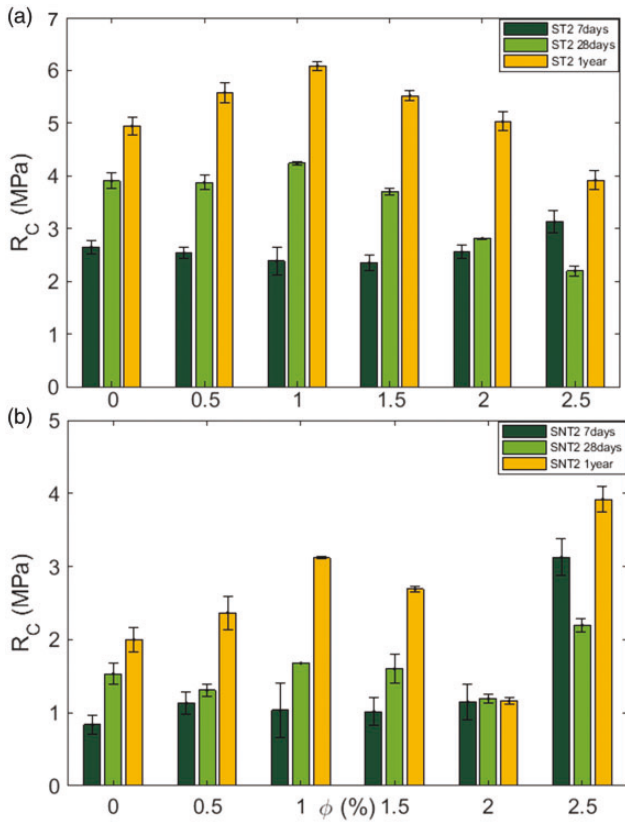 (a)
7
6
5
4
3
2
1
0
R_C (MPa)
ST2 7days
ST2 28days
ST2 1year
0 0.5 1 1.5 2 2.5
(b)
5
4
3
2
1
0
R_C (MPa)
SNT2 7days
SNT2 28days
SNT2 1year
0 0.5 1 ϕ (%) 1.5 2 2.5